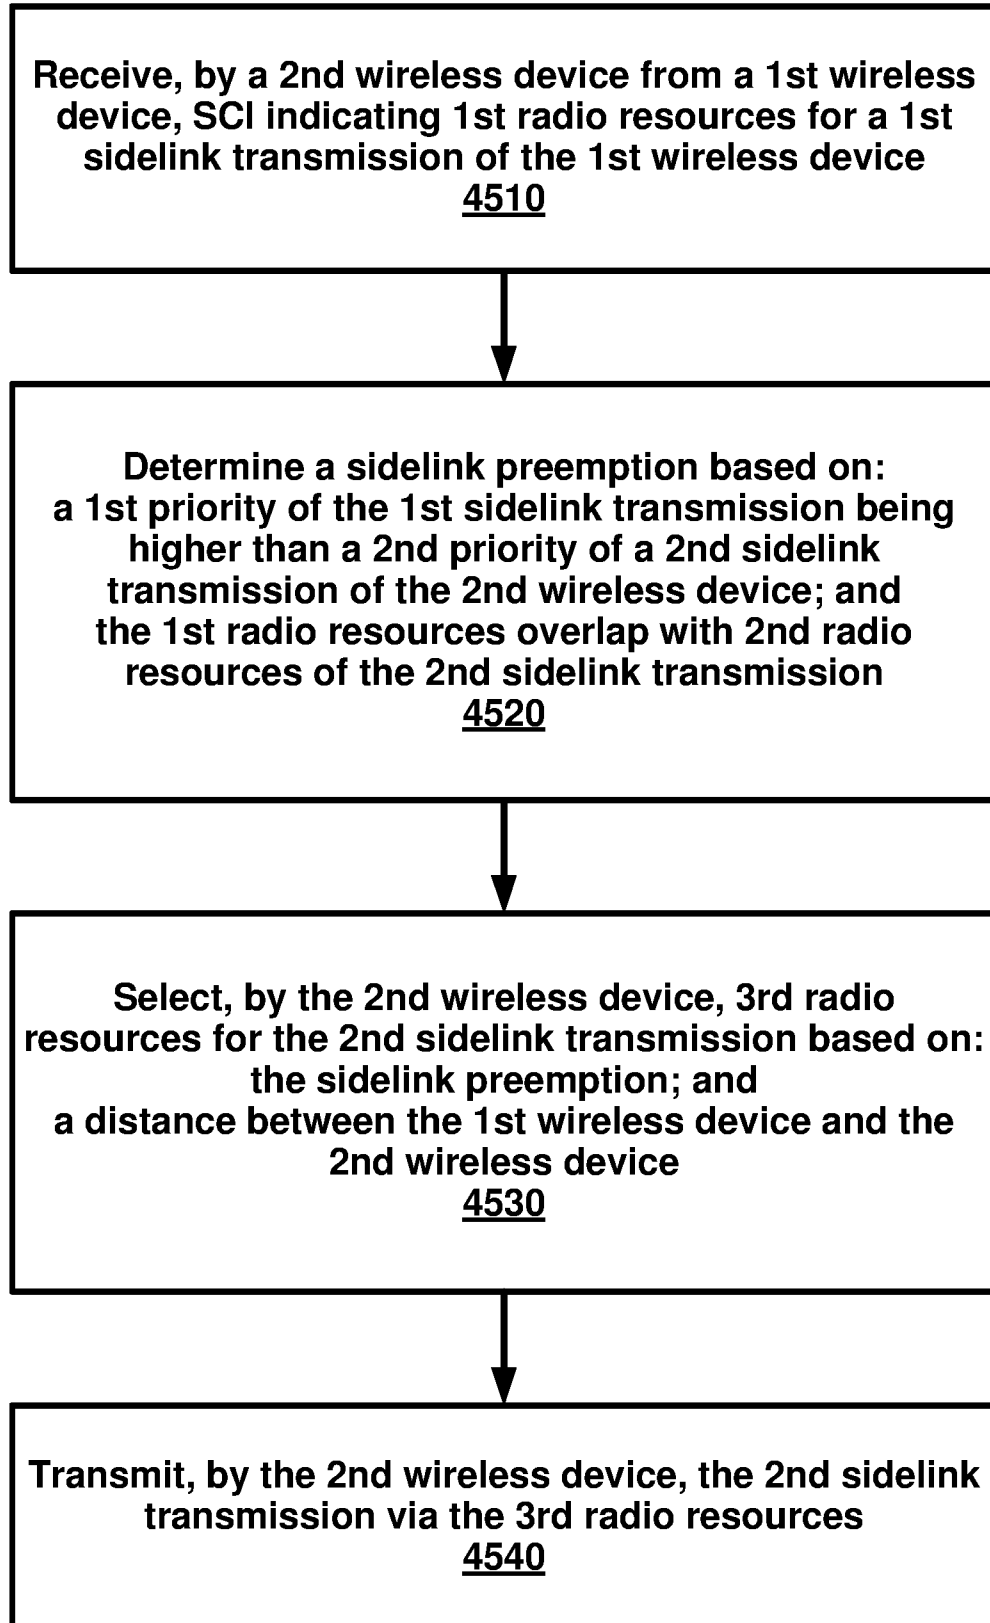 Receive, by a 2nd wireless device from a 1st wireless
device, SCI indicating 1st radio resources for a 1st
sidelink transmission of the 1st wireless device
4510
Determine a sidelink preemption based on:
a 1st priority of the 1st sidelink transmission being
higher than a 2nd priority of a 2nd sidelink
transmission of the 2nd wireless device; and
the 1st radio resources overlap with 2nd radio
resources of the 2nd sidelink transmission
4520
Select, by the 2nd wireless device, 3rd radio
resources for the 2nd sidelink transmission based on:
the sidelink preemption; and
a distance between the 1st wireless device and the
2nd wireless device
4530
Transmit, by the 2nd wireless device, the 2nd sidelink
transmission via the 3rd radio resources
4540